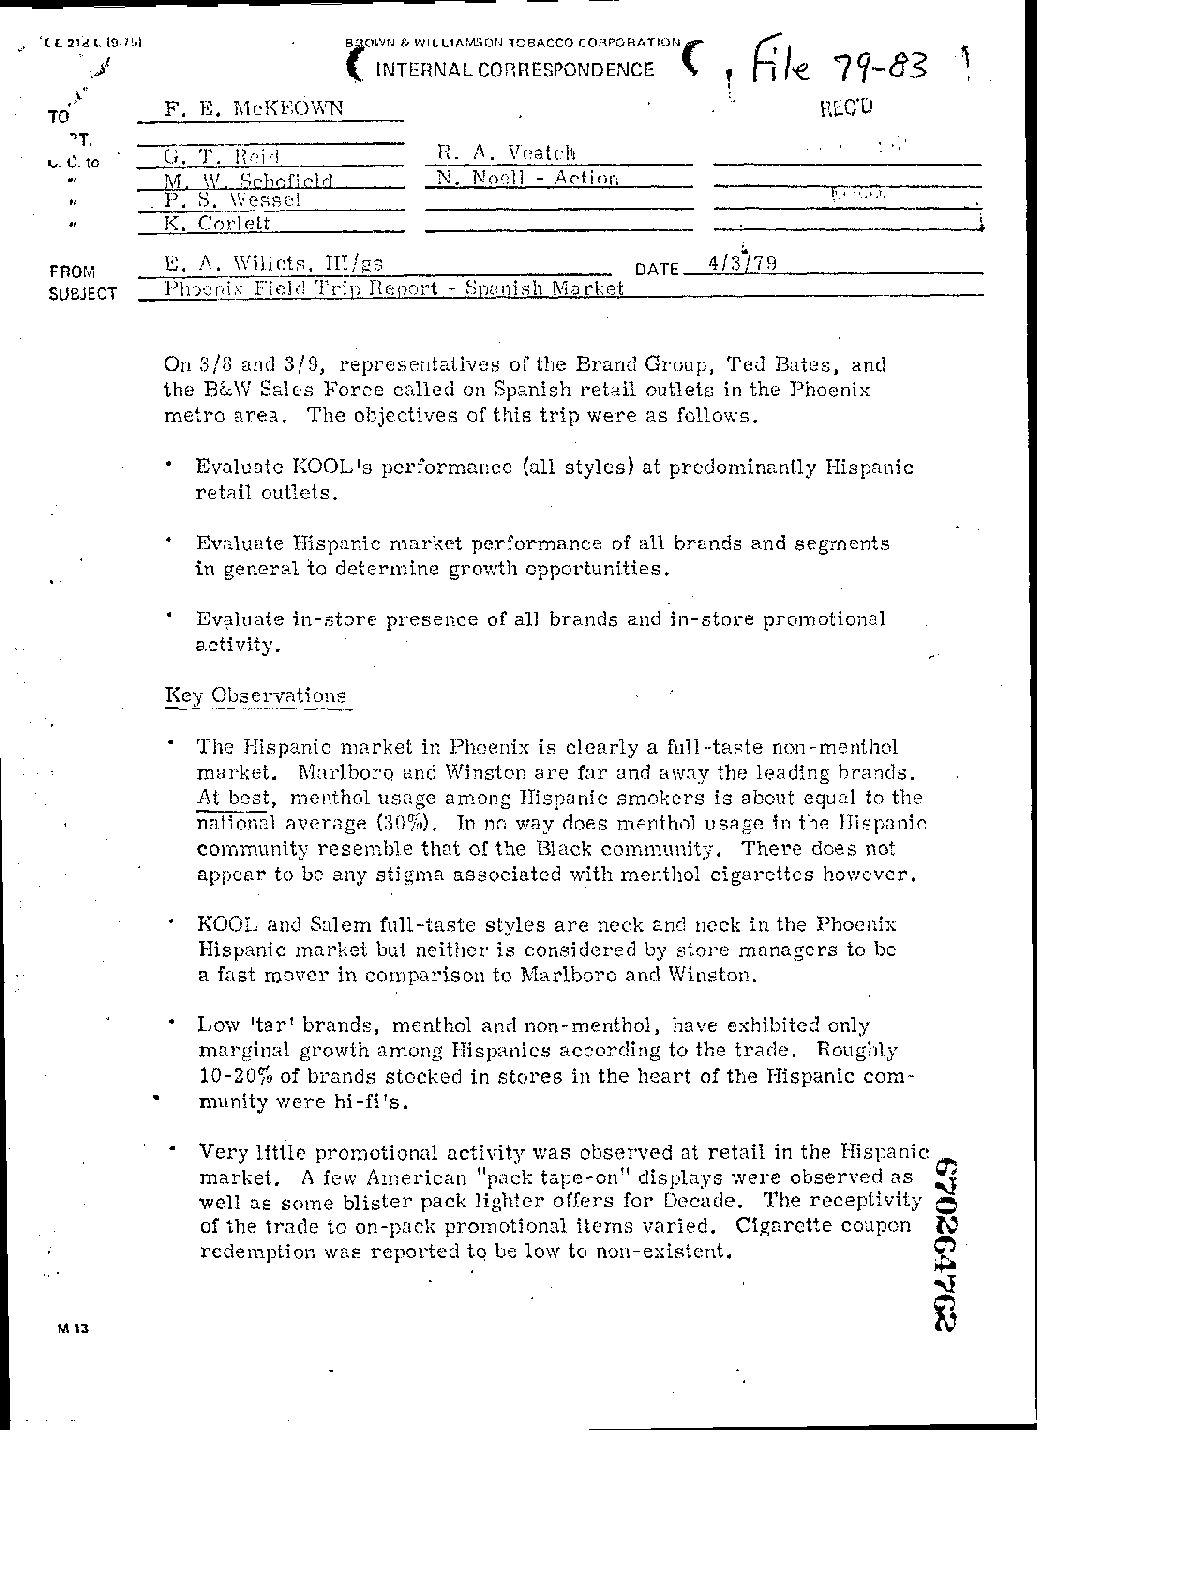 BROWN & WILLIAMSON TOBACCO CORPORATION
INTERNAL CORRESPONDENCE
File 79-83
REC'D
TO F. E. McKEOWN
C. C. to G. T. Reid R. A. Veatch
" M. W. Schofield N. Noell - Action
" P. S. Wessel
" K. Corlett
FROM E. A. Willets, III/gs DATE 4/3/79
SUBJECT Phoenix Field Trip Report - Spanish Market
On 3/8 and 3/9, representatives of the Brand Group, Ted Bates, and
the B&W Sales Force called on Spanish retail outlets in the Phoenix
metro area. The objectives of this trip were as follows.
• Evaluate KOOL's performance (all styles) at predominantly Hispanic
retail outlets.
• Evaluate Hispanic market performance of all brands and segments
in general to determine growth opportunities.
• Evaluate in-store presence of all brands and in-store promotional
activity.
Key Observations
• The Hispanic market in Phoenix is clearly a full-taste non-menthol
market. Marlboro and Winston are far and away the leading brands.
At best, menthol usage among Hispanic smokers is about equal to the
national average (30%). In no way does menthol usage in the Hispanic
community resemble that of the Black community. There does not
appear to be any stigma associated with menthol cigarettes however.
• KOOL and Salem full-taste styles are neck and neck in the Phoenix
Hispanic market but neither is considered by store managers to be
a fast mover in comparison to Marlboro and Winston.
• Low 'tar' brands, menthol and non-menthol, have exhibited only
marginal growth among Hispanics according to the trade. Roughly
10-20% of brands stocked in stores in the heart of the Hispanic com-
munity were hi-fi's.
• Very little promotional activity was observed at retail in the Hispanic
market. A few American "pack tape-on" displays were observed as
well as some blister pack lighter offers for Decade. The receptivity
of the trade to on-pack promotional items varied. Cigarette coupon
redemption was reported to be low to non-existent.
670264762
M 13